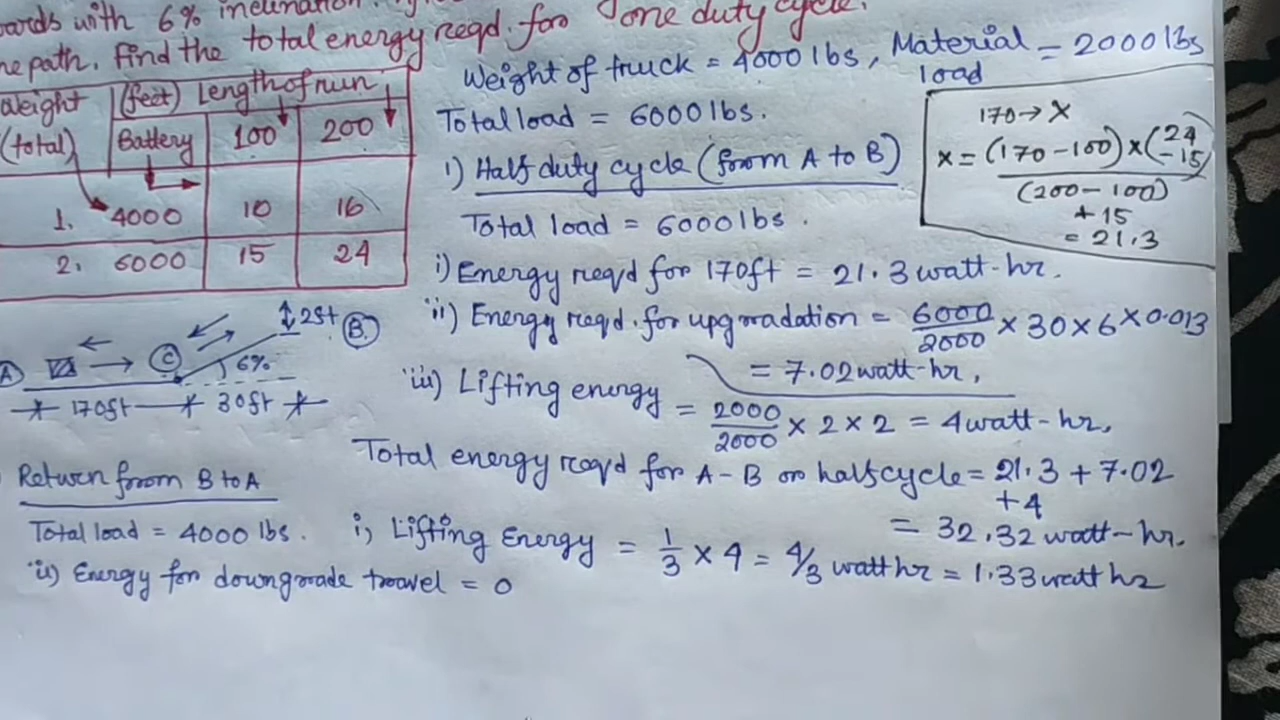 ards with 6% inclination.
he path. Find the total energy reqd. for one duty cycle.
Weight (total)
(feet) Length of run
Battery 100 200
1. 4000 10 16
2. 6000 15 24
A C 6% 2ft B.
170ft 30ft
Weight of truck = 4000 lbs, Material load = 2000 lbs
Total load = 6000 lbs.
1) Half duty cycle (from A to B)
Total load = 6000 lbs.
170 → X
X = (170 - 100) × (24 - 15)
(200 - 100)
+ 15
= 21.3
i) Energy reqd for 170ft = 21.3 watt-hr.
ii) Energy reqd. for upgradation = 6000/2000 × 30 × 6 × 0.013
= 7.02 watt-hr,
iii) Lifting energy = 2000/2000 × 2 × 2 = 4 watt-hr,
Total energy reqd for A-B or half cycle = 21.3 + 7.02
+ 4
= 32.32 watt-hr.
Return from B to A
Total load = 4000 lbs. i, Lifting Energy = 1/3 × 4 = 4/3 watt hr = 1.33 watt hr
ii) Energy for downgrade travel = 0